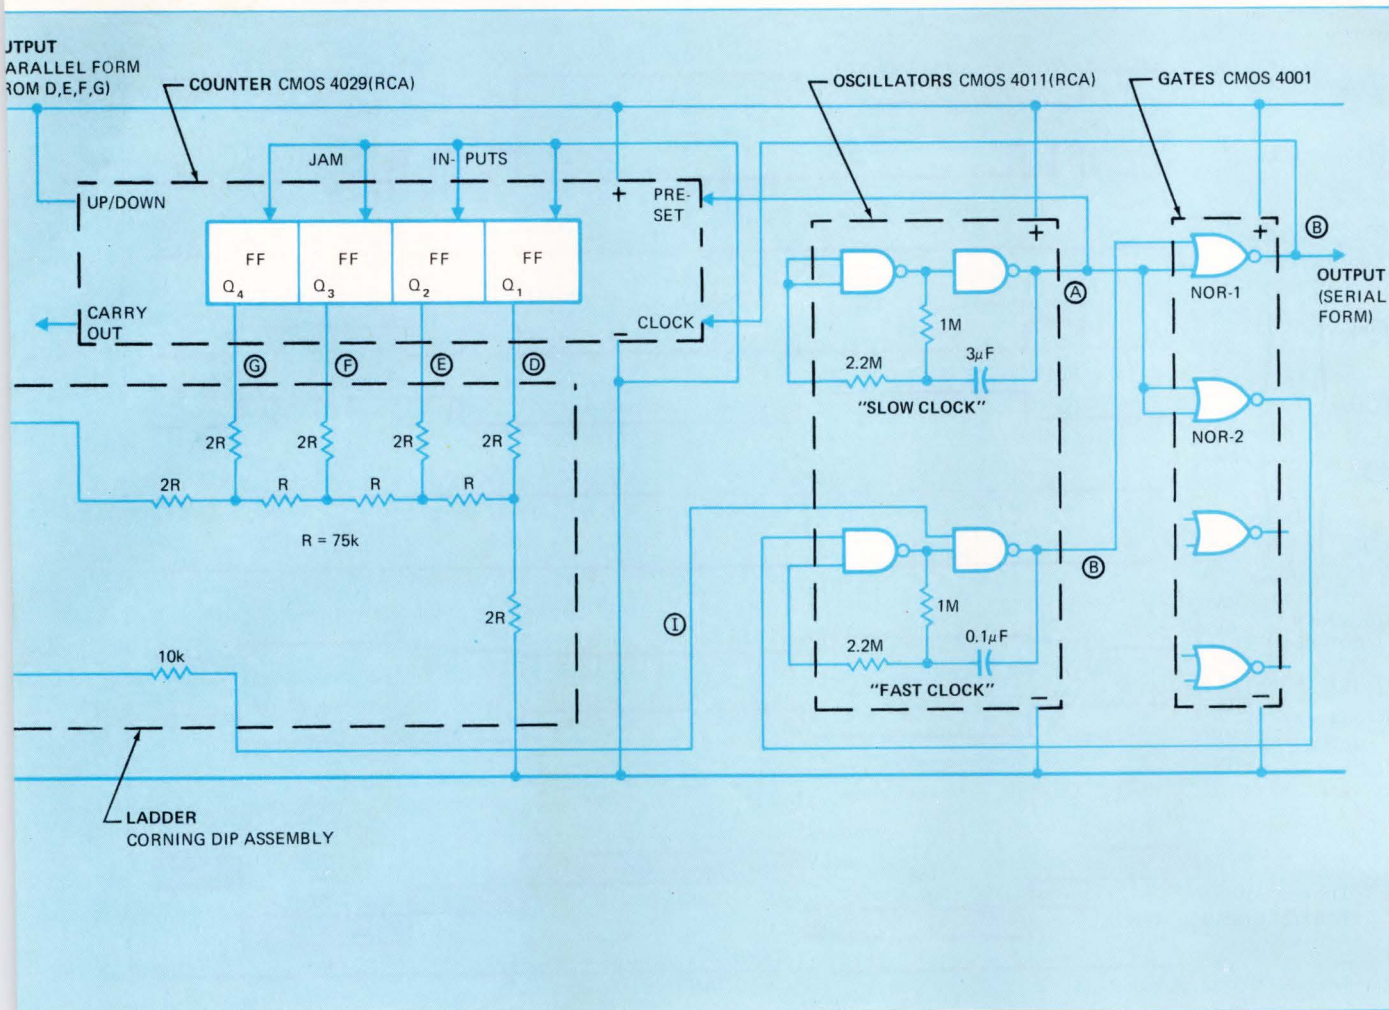 UTPUT
ARALLEL FORM
ROM D,E,F,G)
COUNTER CMOS 4029(RCA)
OSCILLATORS CMOS 4011(RCA)
GATES CMOS 4001
JAM IN- PUTS
UP/DOWN
+
PRE-
SET
FF FF FF FF
Q4 Q3 Q2 Q1
CARRY
OUT
−
CLOCK
G F E D
2R 2R 2R 2R
2R R R R
R = 75k
2R
10k
I
LADDER
CORNING DIP ASSEMBLY
+
A
1M
2.2M
3µF
"SLOW CLOCK"
B
1M
2.2M
0.1µF
"FAST CLOCK"
−
+
B
NOR-1
OUTPUT
(SERIAL
FORM)
NOR-2
−